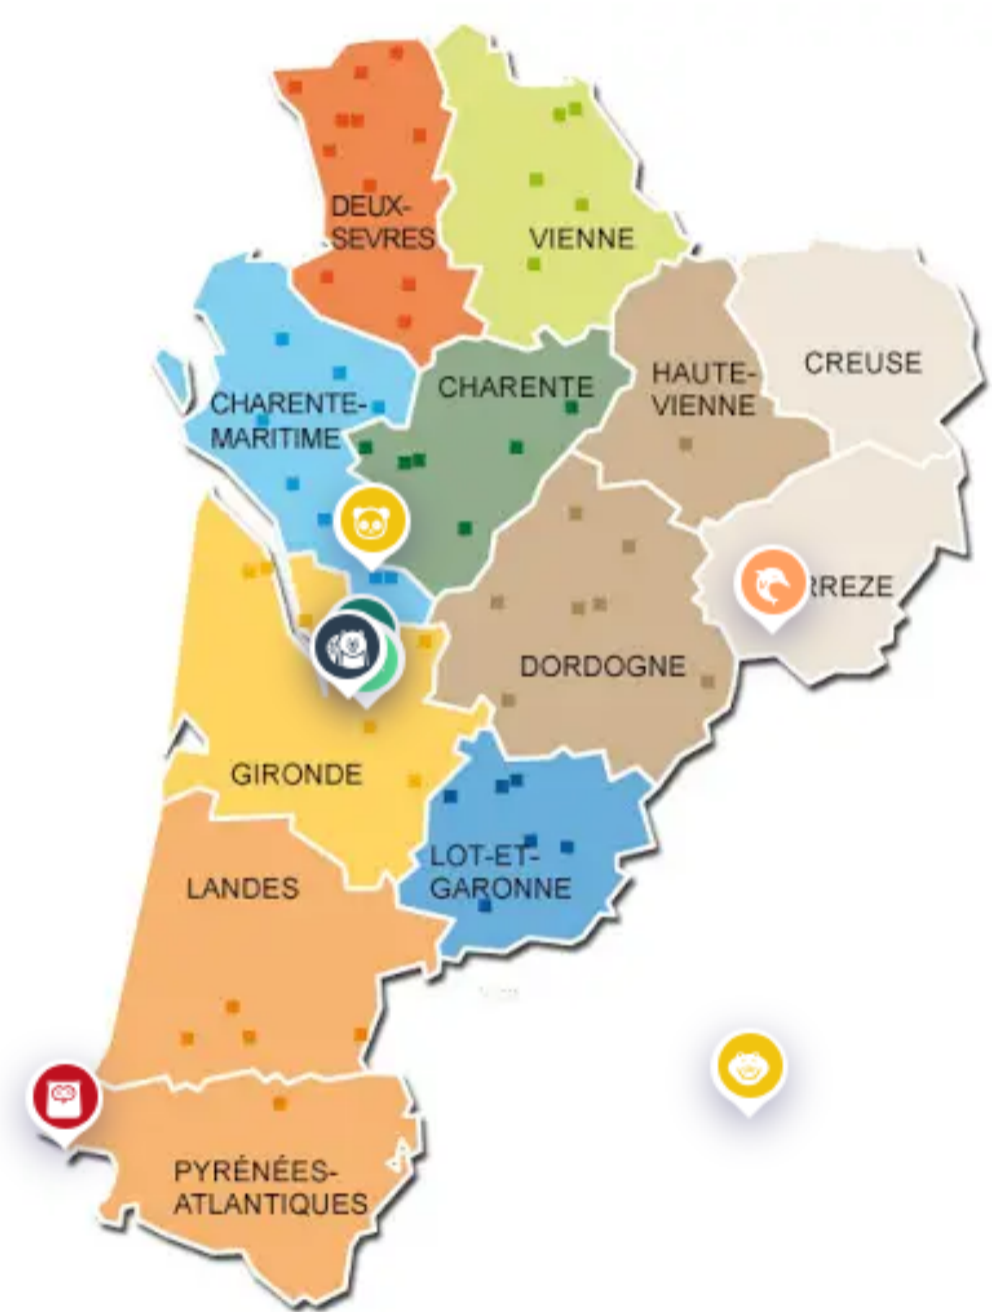 DEUX-
SEVRES
VIENNE
CHARENTE-
MARITIME
CHARENTE
HAUTE-
VIENNE
CREUSE
RREZE
DORDOGNE
GIRONDE
LOT-ET-
GARONNE
LANDES
PYRÉNÉES-
ATLANTIQUES